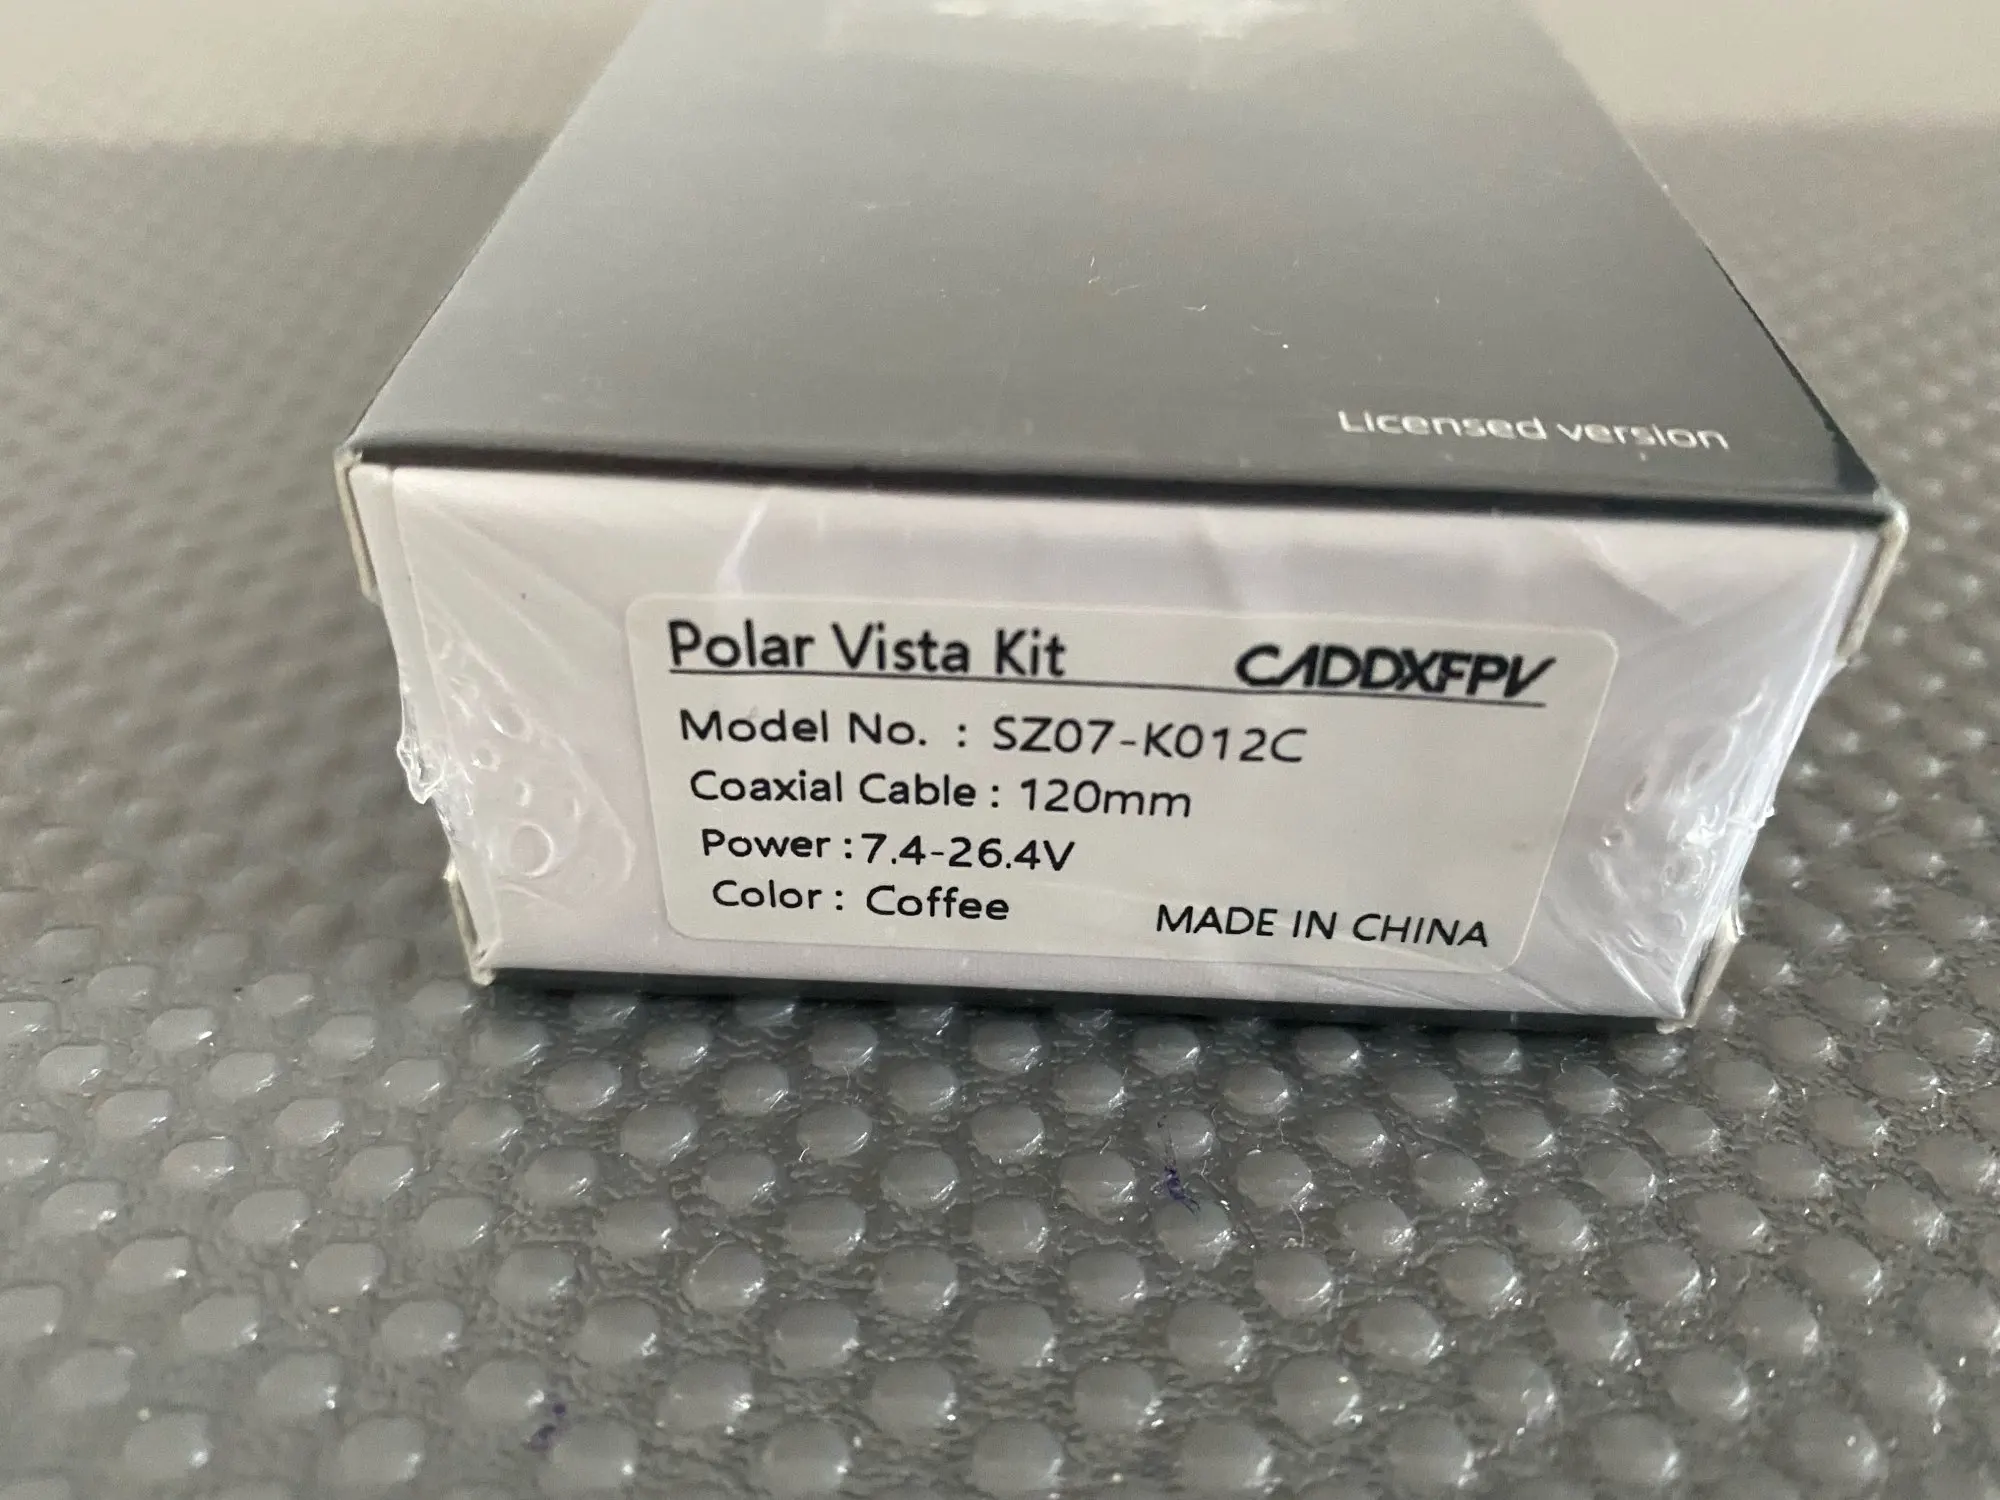 Licensed version
Polar Vista Kit CADDXFPV
Model No. : SZ07-K012C
Coaxial Cable : 120mm
Power : 7.4-26.4V
Color : Coffee MADE IN CHINA